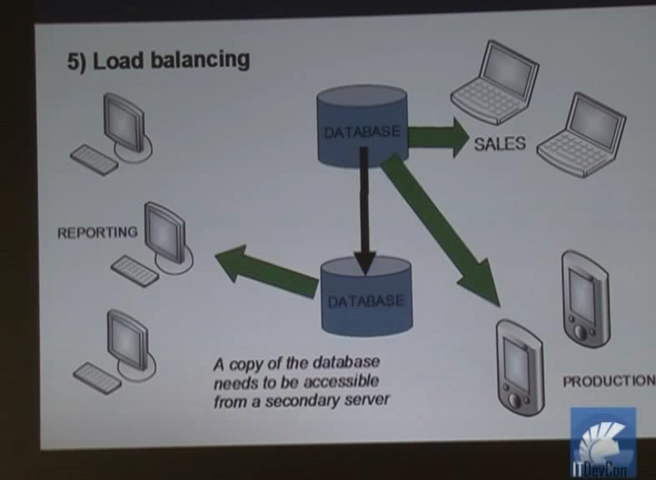 5) Load balancing
DATABASE
SALES
REPORTING
DATABASE
A copy of the database
needs to be accessible
from a secondary server
PRODUCTION
ITDevCon